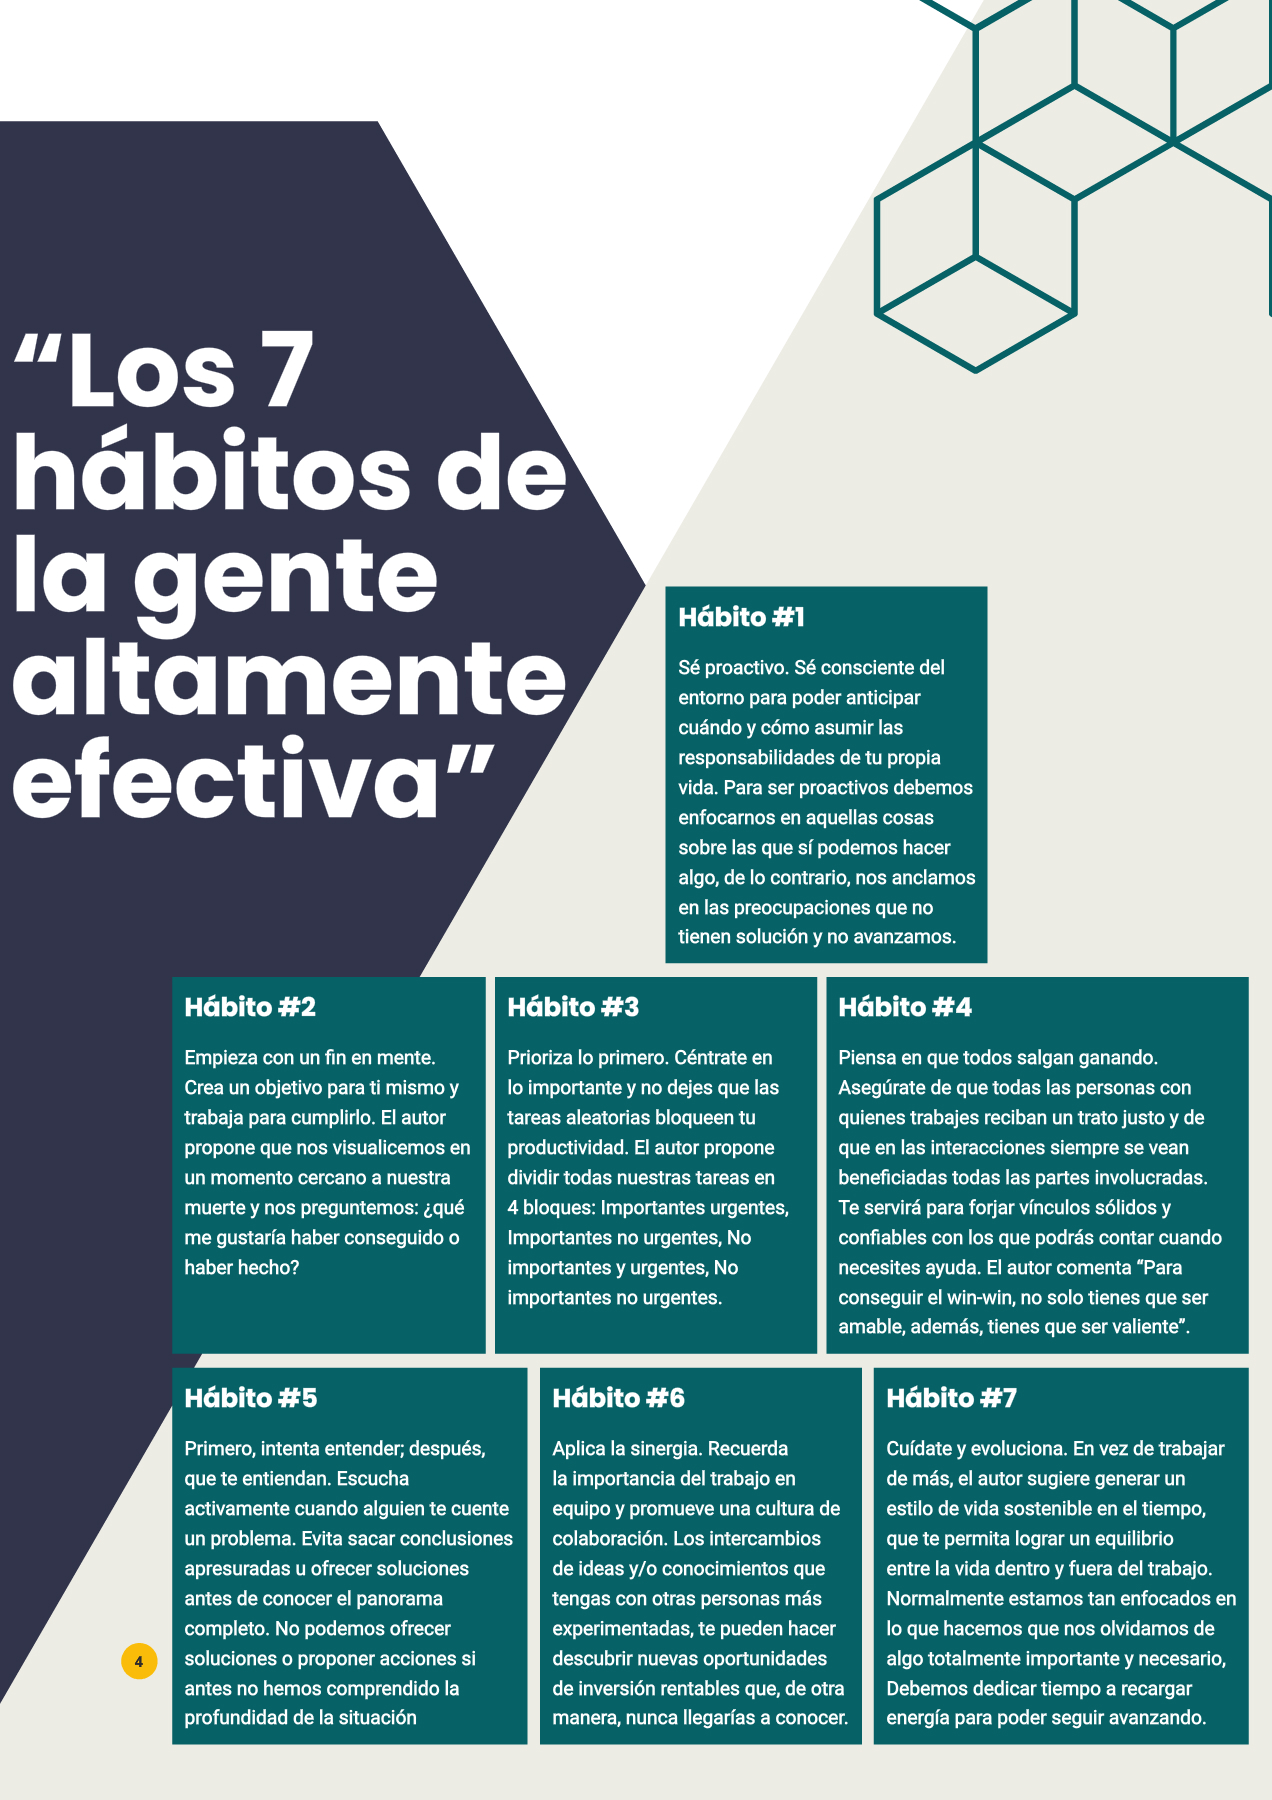 “Los 7
hábitos de
la gente
altamente
efectiva”
Hábito #1
Sé proactivo. Sé consciente del
entorno para poder anticipar
cuándo y cómo asumir las
responsabilidades de tu propia
vida. Para ser proactivos debemos
enfocarnos en aquellas cosas
sobre las que sí podemos hacer
algo, de lo contrario, nos anclamos
en las preocupaciones que no
tienen solución y no avanzamos.
Hábito #2
Empieza con un fin en mente.
Crea un objetivo para ti mismo y
trabaja para cumplirlo. El autor
propone que nos visualicemos en
un momento cercano a nuestra
muerte y nos preguntemos: ¿qué
me gustaría haber conseguido o
haber hecho?
Hábito #3
Prioriza lo primero. Céntrate en
lo importante y no dejes que las
tareas aleatorias bloqueen tu
productividad. El autor propone
dividir todas nuestras tareas en
4 bloques: Importantes urgentes,
Importantes no urgentes, No
importantes y urgentes, No
importantes no urgentes.
Hábito #4
Piensa en que todos salgan ganando.
Asegúrate de que todas las personas con
quienes trabajes reciban un trato justo y de
que en las interacciones siempre se vean
beneficiadas todas las partes involucradas.
Te servirá para forjar vínculos sólidos y
confiables con los que podrás contar cuando
necesites ayuda. El autor comenta “Para
conseguir el win-win, no solo tienes que ser
amable, además, tienes que ser valiente”.
Hábito #5
Primero, intenta entender; después,
que te entiendan. Escucha
activamente cuando alguien te cuente
un problema. Evita sacar conclusiones
apresuradas u ofrecer soluciones
antes de conocer el panorama
completo. No podemos ofrecer
soluciones o proponer acciones si
antes no hemos comprendido la
profundidad de la situación
Hábito #6
Aplica la sinergia. Recuerda
la importancia del trabajo en
equipo y promueve una cultura de
colaboración. Los intercambios
de ideas y/o conocimientos que
tengas con otras personas más
experimentadas, te pueden hacer
descubrir nuevas oportunidades
de inversión rentables que, de otra
manera, nunca llegarías a conocer.
Hábito #7
Cuídate y evoluciona. En vez de trabajar
de más, el autor sugiere generar un
estilo de vida sostenible en el tiempo,
que te permita lograr un equilibrio
entre la vida dentro y fuera del trabajo.
Normalmente estamos tan enfocados en
lo que hacemos que nos olvidamos de
algo totalmente importante y necesario,
Debemos dedicar tiempo a recargar
energía para poder seguir avanzando.
4